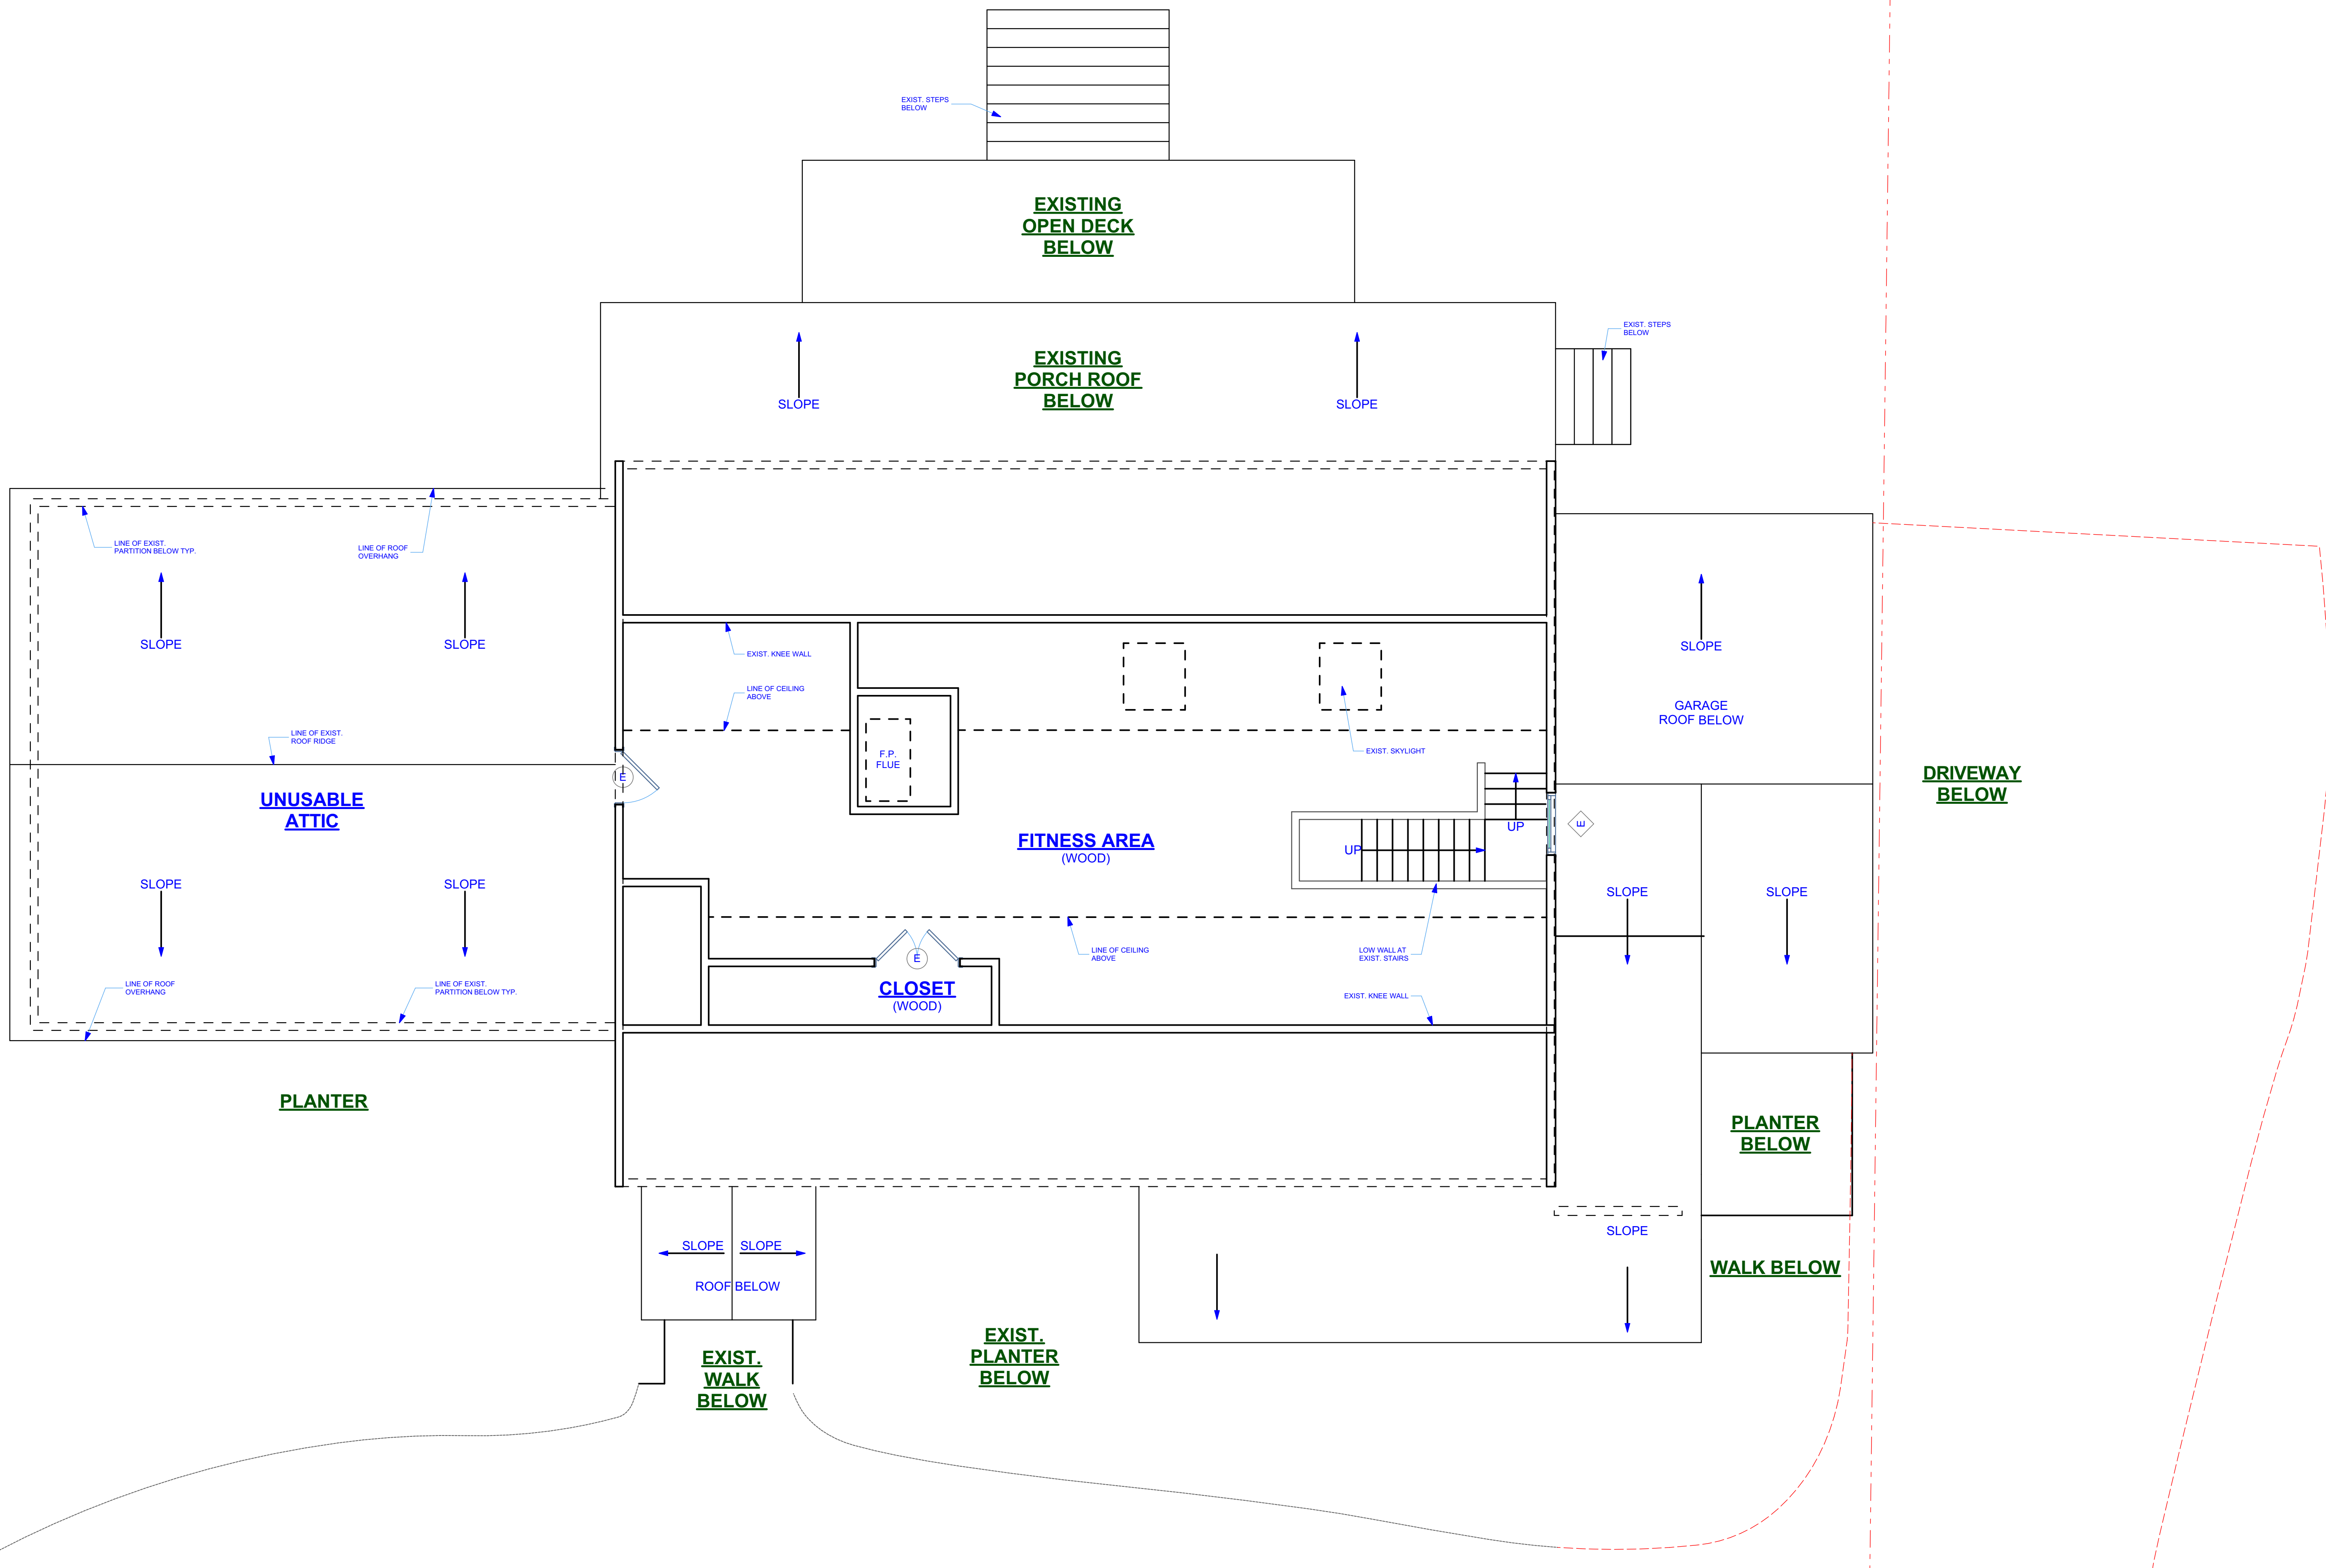 EXIST. STEPS
BELOW
EXISTING
OPEN DECK
BELOW
EXIST. STEPS
BELOW
EXISTING
PORCH ROOF
BELOW
SLOPE
SLOPE
LINE OF EXIST.
PARTITION BELOW TYP.
LINE OF ROOF
OVERHANG
SLOPE
SLOPE
EXIST. KNEE WALL
LINE OF CEILING
ABOVE
SLOPE
GARAGE
ROOF BELOW
LINE OF EXIST.
ROOF RIDGE
F.P.
FLUE
EXIST. SKYLIGHT
E
UNUSABLE
ATTIC
DRIVEWAY
BELOW
FITNESS AREA
(WOOD)
UP
UP
E
SLOPE
SLOPE
SLOPE
SLOPE
LINE OF ROOF
OVERHANG
LINE OF EXIST.
PARTITION BELOW TYP.
E
CLOSET
(WOOD)
LINE OF CEILING
ABOVE
LOW WALL AT
EXIST. STAIRS
EXIST. KNEE WALL
PLANTER
PLANTER
BELOW
SLOPE
SLOPE
ROOF BELOW
SLOPE
WALK BELOW
EXIST.
WALK
BELOW
EXIST.
PLANTER
BELOW